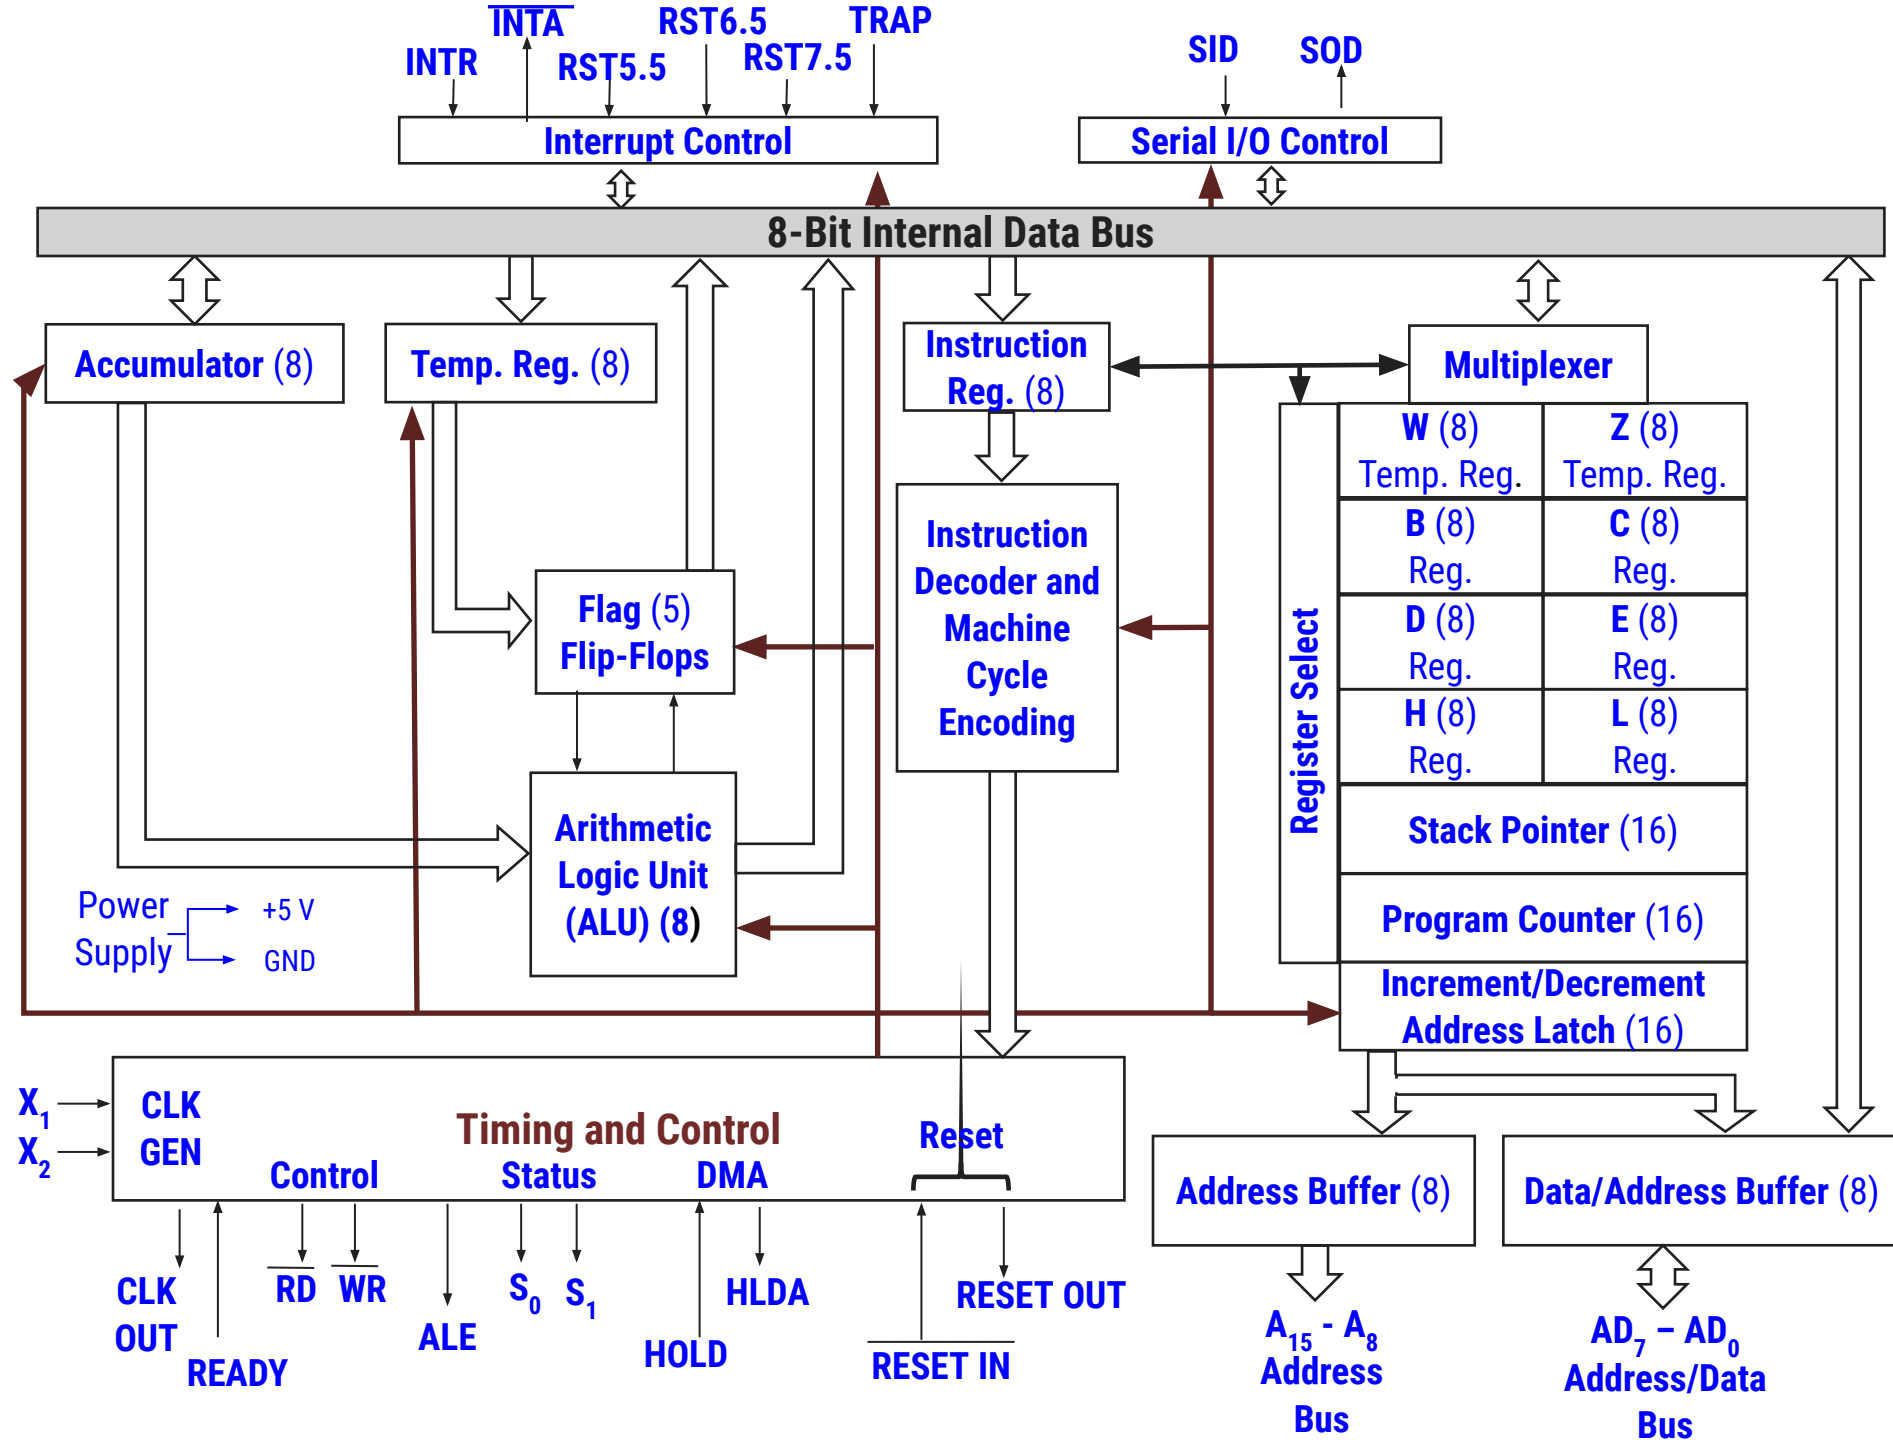 INTA
RST6.5
TRAP
INTR
RST5.5
RST7.5
SID
SOD
Interrupt Control
Serial I/O Control
8-Bit Internal Data Bus
Accumulator (8)
Temp. Reg. (8)
Instruction
Reg. (8)
Multiplexer
W (8)
Temp. Reg.
Z (8)
Temp. Reg.
B (8)
Reg.
C (8)
Reg.
D (8)
Reg.
E (8)
Reg.
H (8)
Reg.
L (8)
Reg.
Register Select
Stack Pointer (16)
Program Counter (16)
Increment/Decrement
Address Latch (16)
Instruction
Decoder and
Machine
Cycle
Encoding
Flag (5)
Flip-Flops
Arithmetic
Logic Unit
(ALU) (8)
Power
Supply
+5 V
GND
X1
X2
CLK
GEN
Timing and Control
Reset
Control
Status
DMA
CLK
OUT
READY
RD
WR
ALE
S0
S1
HOLD
HLDA
RESET IN
RESET OUT
Address Buffer (8)
Data/Address Buffer (8)
A15 - A8
Address
Bus
AD7 – AD0
Address/Data
Bus